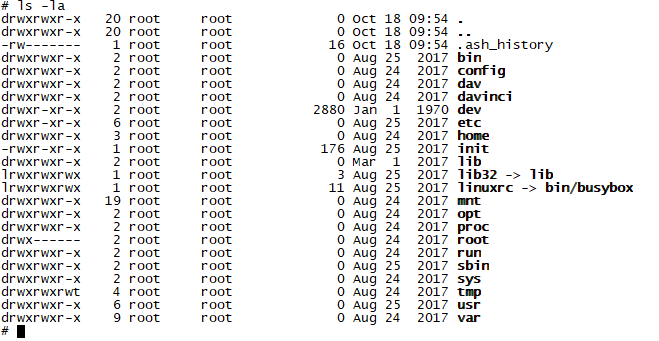 # ls -la
drwxrwxr-x 20 root root 0 Oct 18 09:54 .
drwxrwxr-x 20 root root 0 Oct 18 09:54 ..
-rw------- 1 root root 16 Oct 18 09:54 .ash_history
drwxrwxr-x 2 root root 0 Aug 25 2017 bin
drwxrwxr-x 2 root root 0 Aug 24 2017 config
drwxrwxr-x 2 root root 0 Aug 24 2017 dav
drwxrwxr-x 2 root root 0 Aug 24 2017 davinci
drwxr-xr-x 2 root root 2880 Jan 1 1970 dev
drwxrwxr-x 6 root root 0 Aug 25 2017 etc
drwxrwxr-x 3 root root 0 Aug 24 2017 home
-rwxr-xr-x 1 root root 176 Aug 25 2017 init
drwxrwxr-x 2 root root 0 Mar 1 2017 lib
lrwxrwxrwx 1 root root 3 Aug 25 2017 lib32 -> lib
lrwxrwxrwx 1 root root 11 Aug 25 2017 linuxrc -> bin/busybox
drwxrwxr-x 19 root root 0 Aug 24 2017 mnt
drwxrwxr-x 2 root root 0 Aug 24 2017 opt
drwxrwxr-x 2 root root 0 Aug 24 2017 proc
drwx------ 2 root root 0 Aug 24 2017 root
drwxrwxr-x 2 root root 0 Aug 24 2017 run
drwxrwxr-x 2 root root 0 Aug 25 2017 sbin
drwxrwxr-x 2 root root 0 Aug 24 2017 sys
drwxrwxrwt 4 root root 0 Aug 24 2017 tmp
drwxrwxr-x 6 root root 0 Aug 25 2017 usr
drwxrwxr-x 9 root root 0 Aug 24 2017 var
#